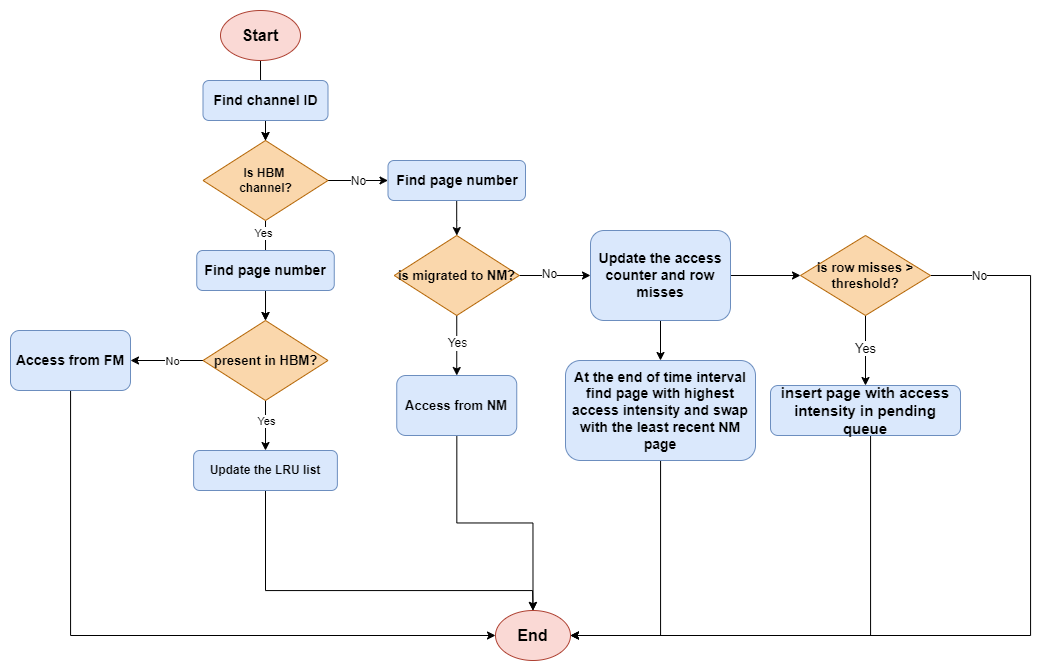 Start
Find channel ID
Is HBM
channel?
No
Find page number
Yes
Find page number
is migrated to NM?
No
Update the access
counter and row
misses
is row misses >
threshold?
No
present in HBM?
No
Access from FM
Yes
Access from NM
At the end of time interval
find page with highest
access intensity and swap
with the least recent NM
page
Yes
insert page with access
intensity in pending
queue
Yes
Update the LRU list
End